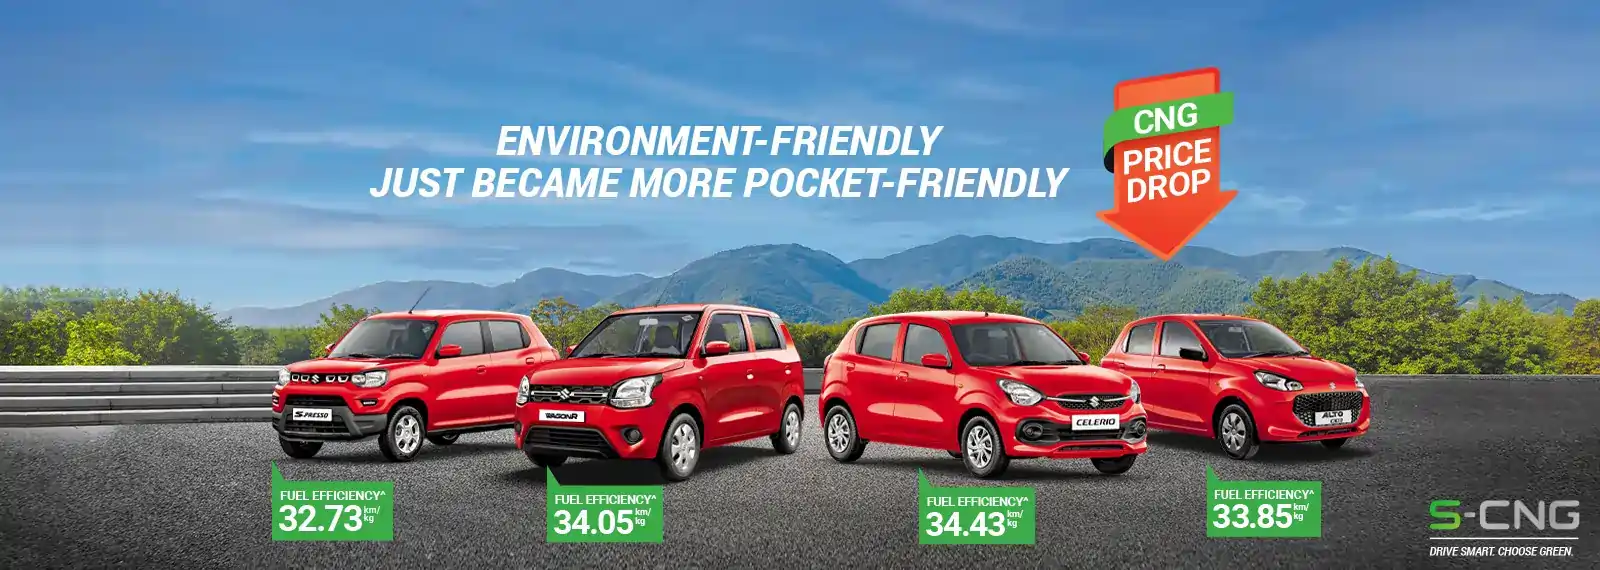 ENVIRONMENT-FRIENDLY
JUST BECAME MORE POCKET-FRIENDLY
CNG
PRICE
DROP
S-PRESSO
WAGONR
CELERIO
ALTO
K10
FUEL EFFICIENCY^
32.73 km/kg
FUEL EFFICIENCY^
34.05 km/kg
FUEL EFFICIENCY^
34.43 km/kg
FUEL EFFICIENCY^
33.85 km/kg
S-CNG
DRIVE SMART. CHOOSE GREEN.